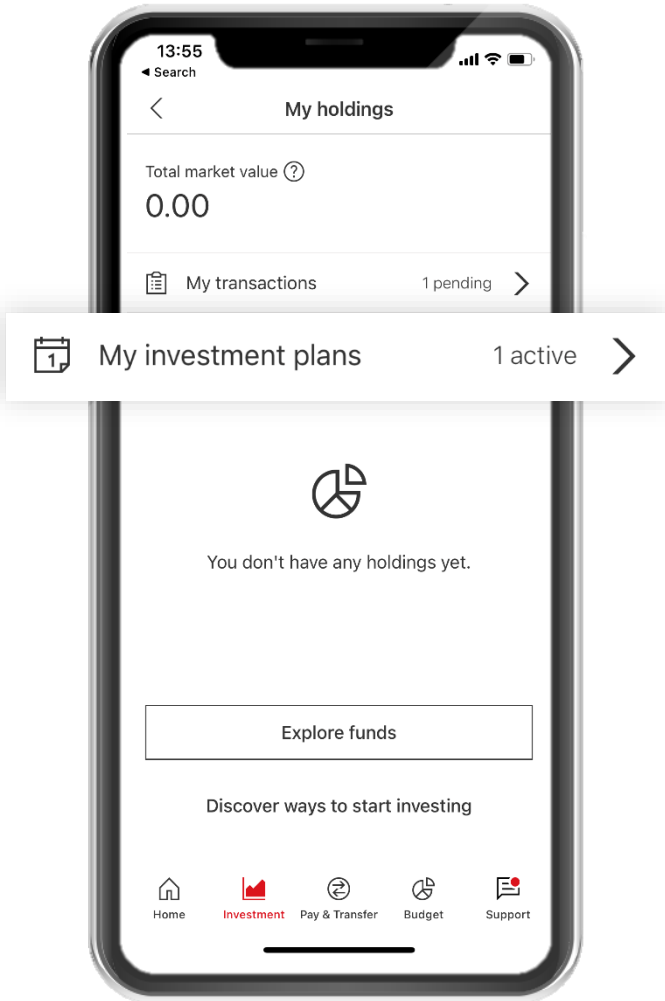 13:55
◀ Search
My holdings
Total market value ?
0.00
My transactions 1 pending
1 My investment plans 1 active
You don't have any holdings yet.
Explore funds
Discover ways to start investing
Home Investment Pay & Transfer Budget Support